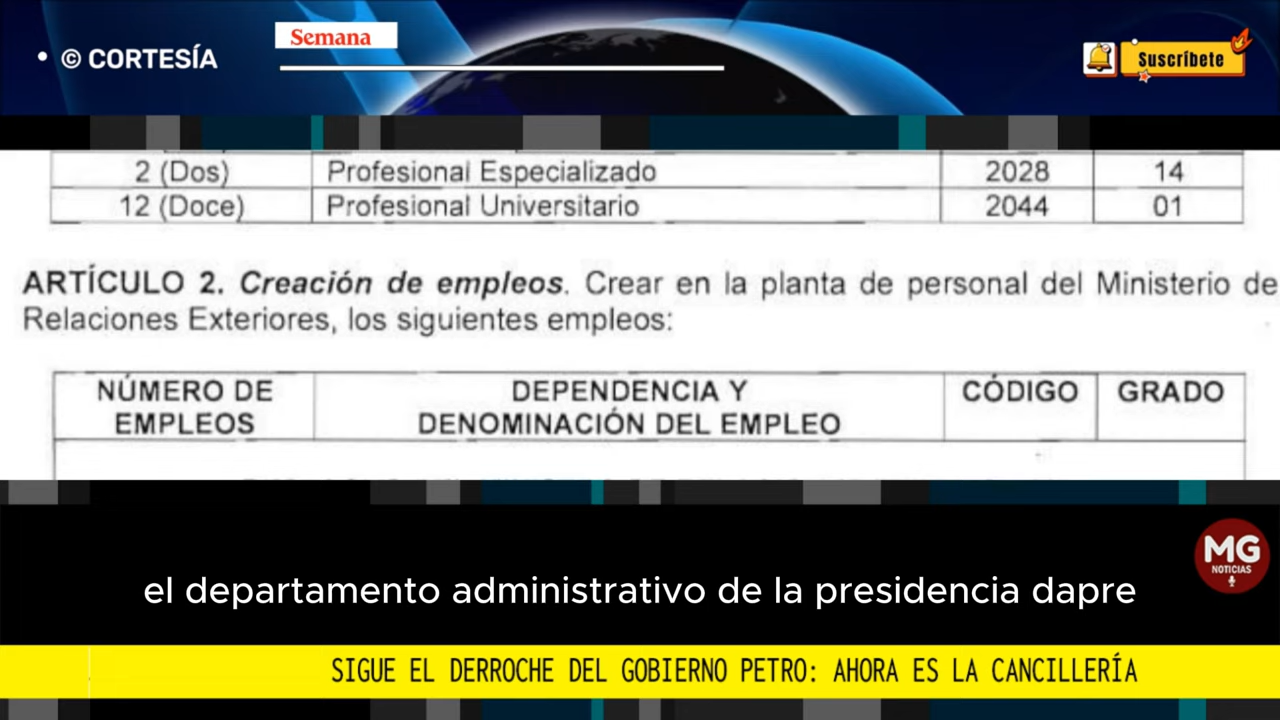 • © CORTESÍA
Semana
Suscríbete
2 (Dos) Profesional Especializado 2028 14
12 (Doce) Profesional Universitario 2044 01
ARTÍCULO 2. Creación de empleos. Crear en la planta de personal del Ministerio de
Relaciones Exteriores, los siguientes empleos:
NÚMERO DE EMPLEOS DEPENDENCIA Y DENOMINACIÓN DEL EMPLEO CÓDIGO GRADO
MG
NOTICIAS
el departamento administrativo de la presidencia dapre
SIGUE EL DERROCHE DEL GOBIERNO PETRO: AHORA ES LA CANCILLERÍA